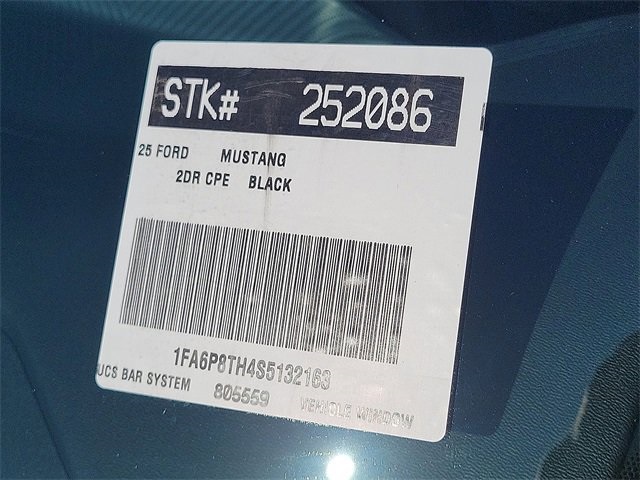 STK# 252086
25 FORD MUSTANG
2DR CPE BLACK
1FA6P8TH4S5132163
UCS BAR SYSTEM 805559 VEHICLE WINDOW